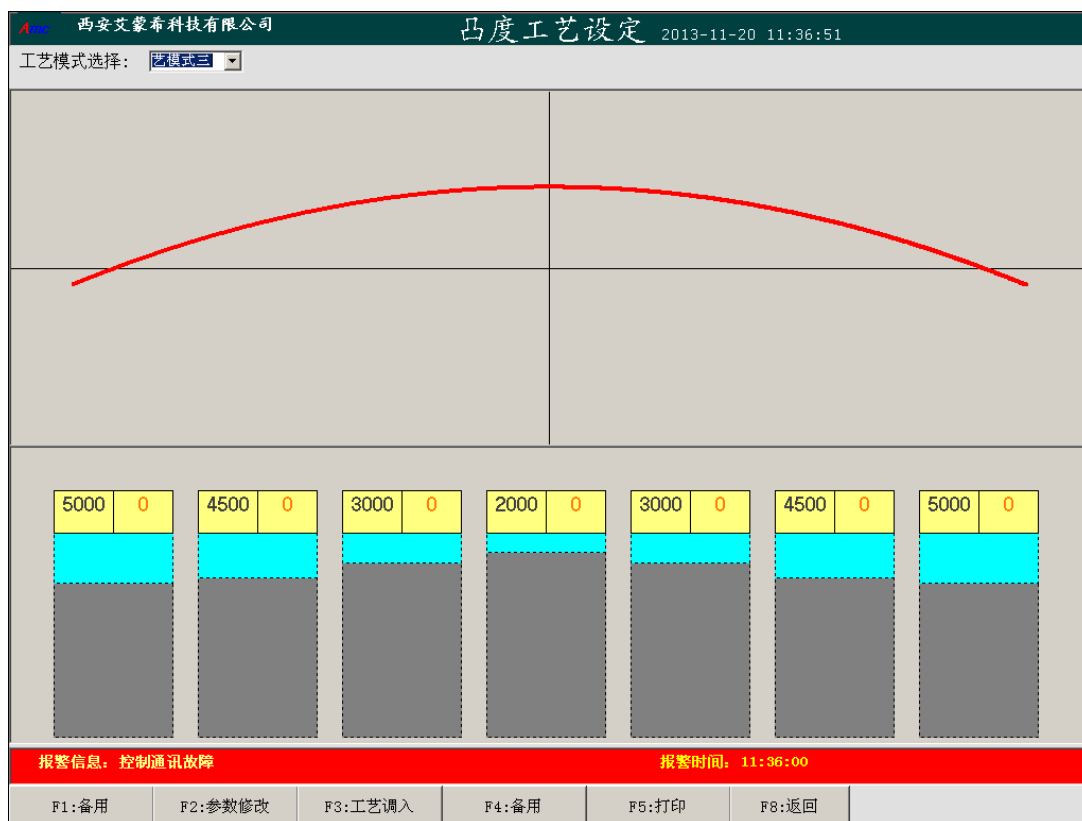 Amc 西安艾蒙希科技有限公司 凸度工艺设定 2013-11-20 11:36:51
工艺模式选择: 艺模式三
5000 0 4500 0 3000 0 2000 0 3000 0 4500 0 5000 0
报警信息: 控制通讯故障 报警时间: 11:36:00
F1:备用 F2:参数修改 F3:工艺调入 F4:备用 F5:打印 F8:返回